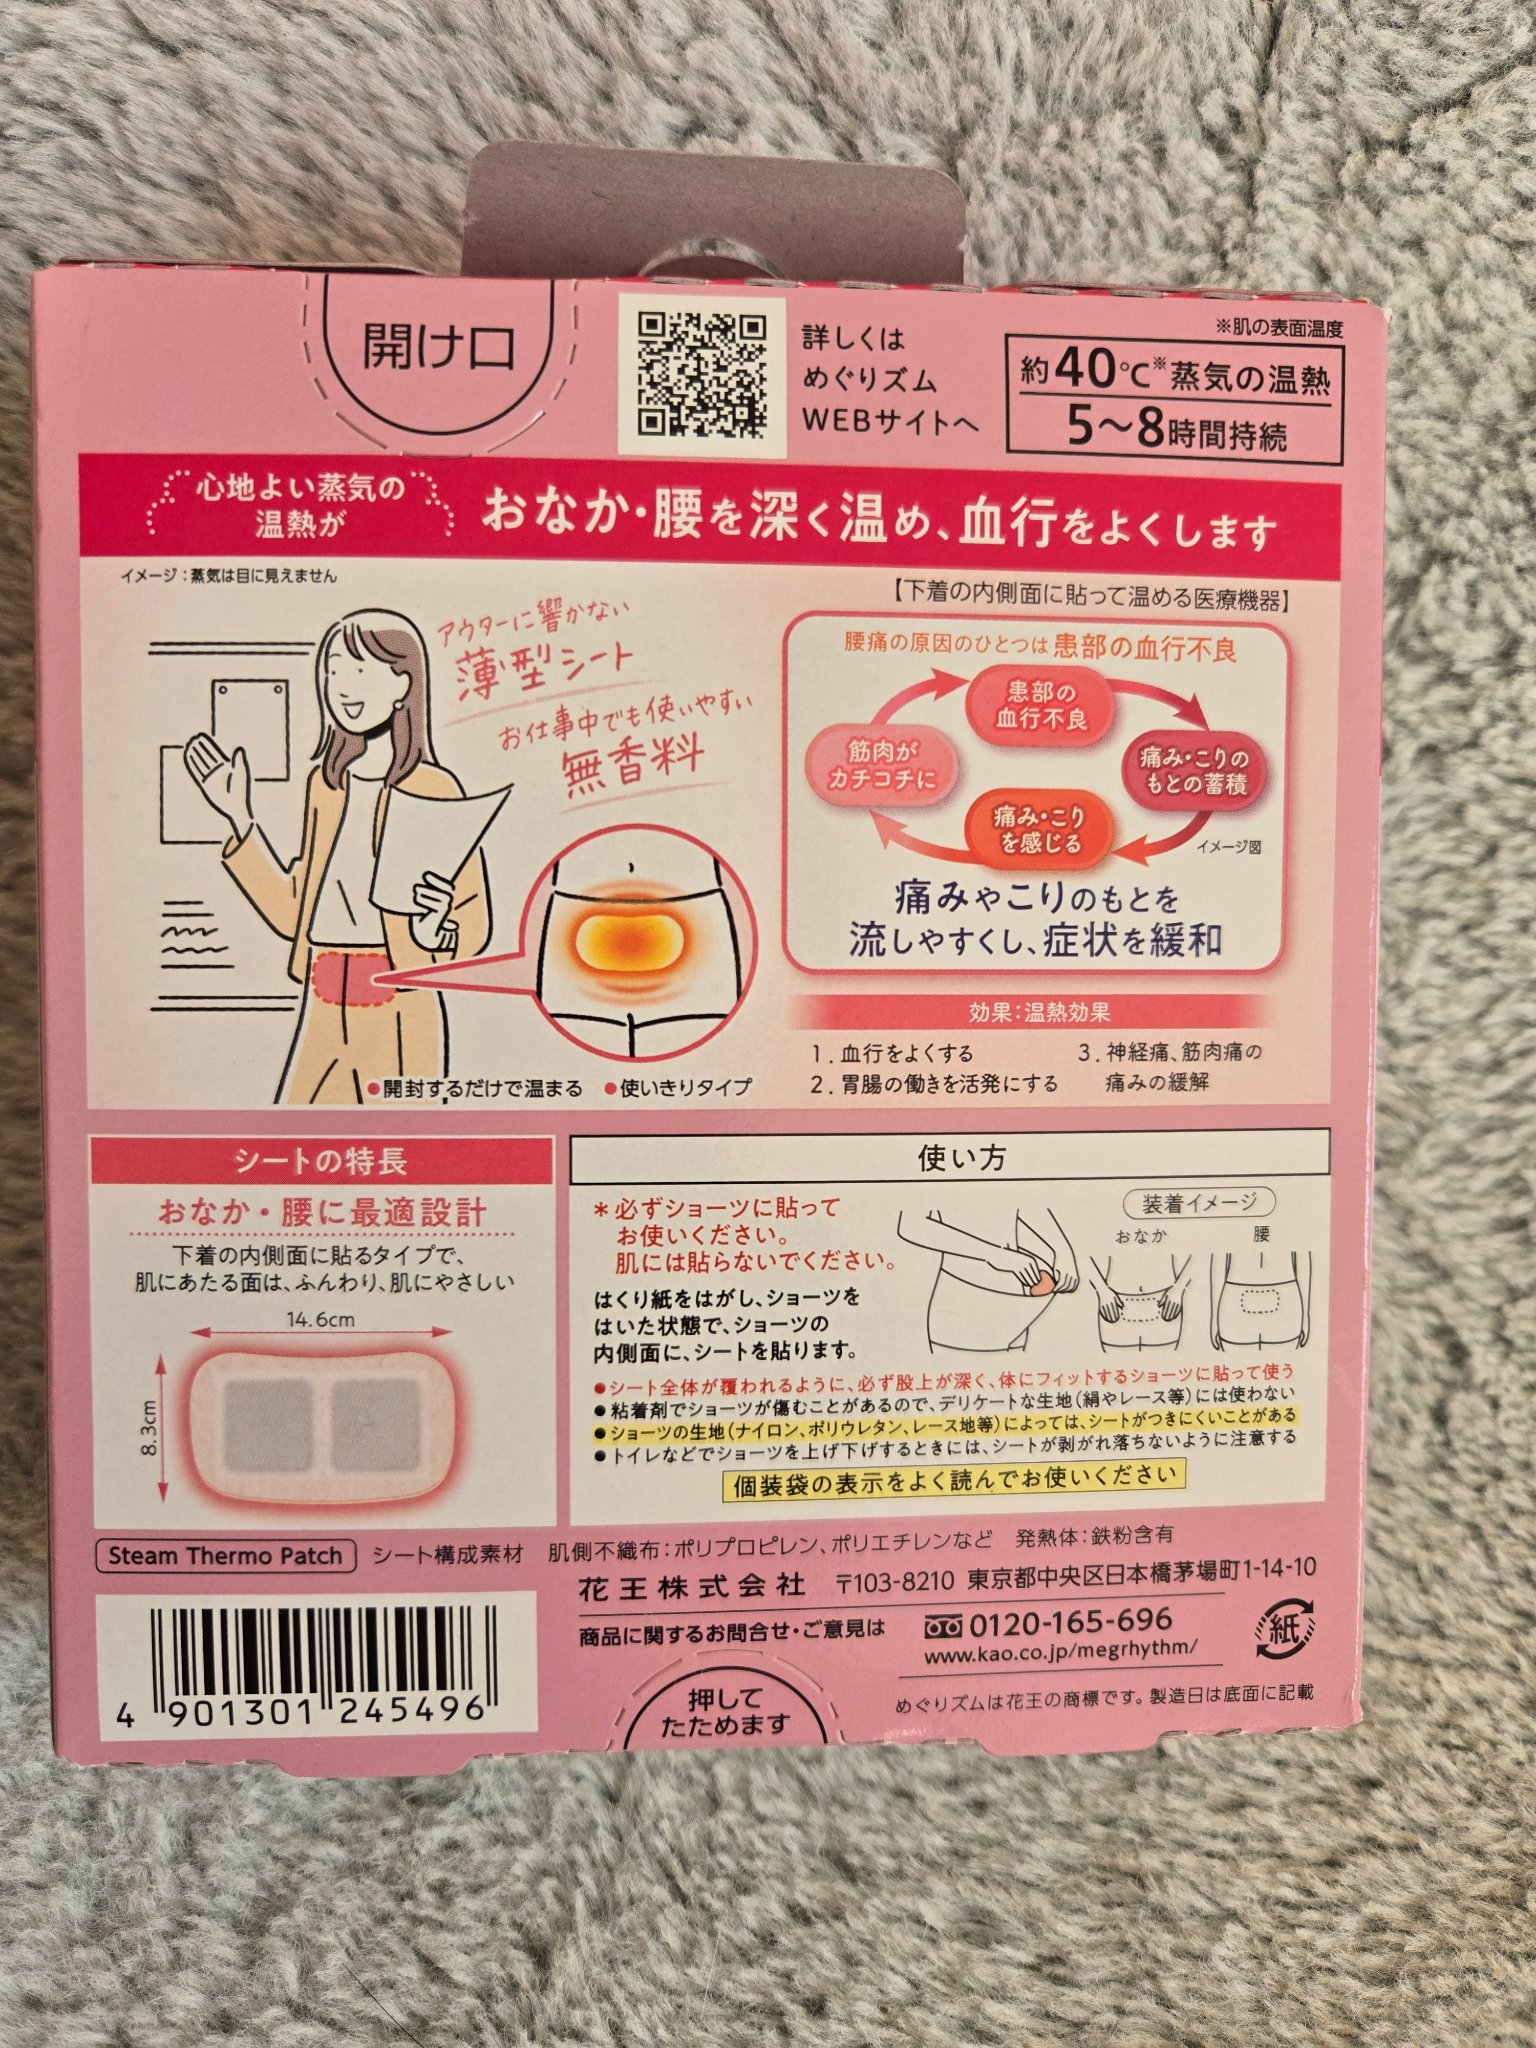 開け口
詳しくは
めぐりズム
WEBサイトへ
※肌の表面温度
約40℃※蒸気の温熱
5〜8時間持続
心地よい蒸気の
温熱が
おなか・腰を深く温め、血行をよくします
イメージ：蒸気は目に見えません
アウターに響かない
薄型シート
お仕事中でも使いやすい
無香料
●開封するだけで温まる ●使いきりタイプ
【下着の内側面に貼って温める医療機器】
腰痛の原因のひとつは患部の血行不良
患部の
血行不良
痛み・こりの
もとの蓄積
痛み・こり
を感じる
筋肉が
カチコチに
イメージ図
痛みやこりのもとを
流しやすくし、症状を緩和
効果：温熱効果
1. 血行をよくする
2. 胃腸の働きを活発にする
3. 神経痛、筋肉痛の
痛みの緩解
シートの特長
おなか・腰に最適設計
下着の内側面に貼るタイプで、
肌にあたる面は、ふんわり、肌にやさしい
14.6cm
8.3cm
使い方
＊必ずショーツに貼って
お使いください。
肌には貼らないでください。
はくり紙をはがし、ショーツを
はいた状態で、ショーツの
内側面に、シートを貼ります。
装着イメージ
おなか
腰
●シート全体が覆われるように、必ず股上が深く、体にフィットするショーツに貼って使う
●粘着剤でショーツが傷むことがあるので、デリケートな生地（絹やレース等）には使わない
●ショーツの生地（ナイロン、ポリウレタン、レース地等）によっては、シートがつきにくいことがある
●トイレなどでショーツを上げ下げするときには、シートが剥がれ落ちないように注意する
個装袋の表示をよく読んでお使いください
Steam Thermo Patch シート構成素材 肌側不織布：ポリプロピレン、ポリエチレンなど 発熱体：鉄粉含有
花王株式会社 〒103-8210 東京都中央区日本橋茅場町1-14-10
商品に関するお問合せ・ご意見は
0120-165-696
www.kao.co.jp/megrhythm/
紙
めぐりズムは花王の商標です。製造日は底面に記載
4 901301 245496
押して
たためます